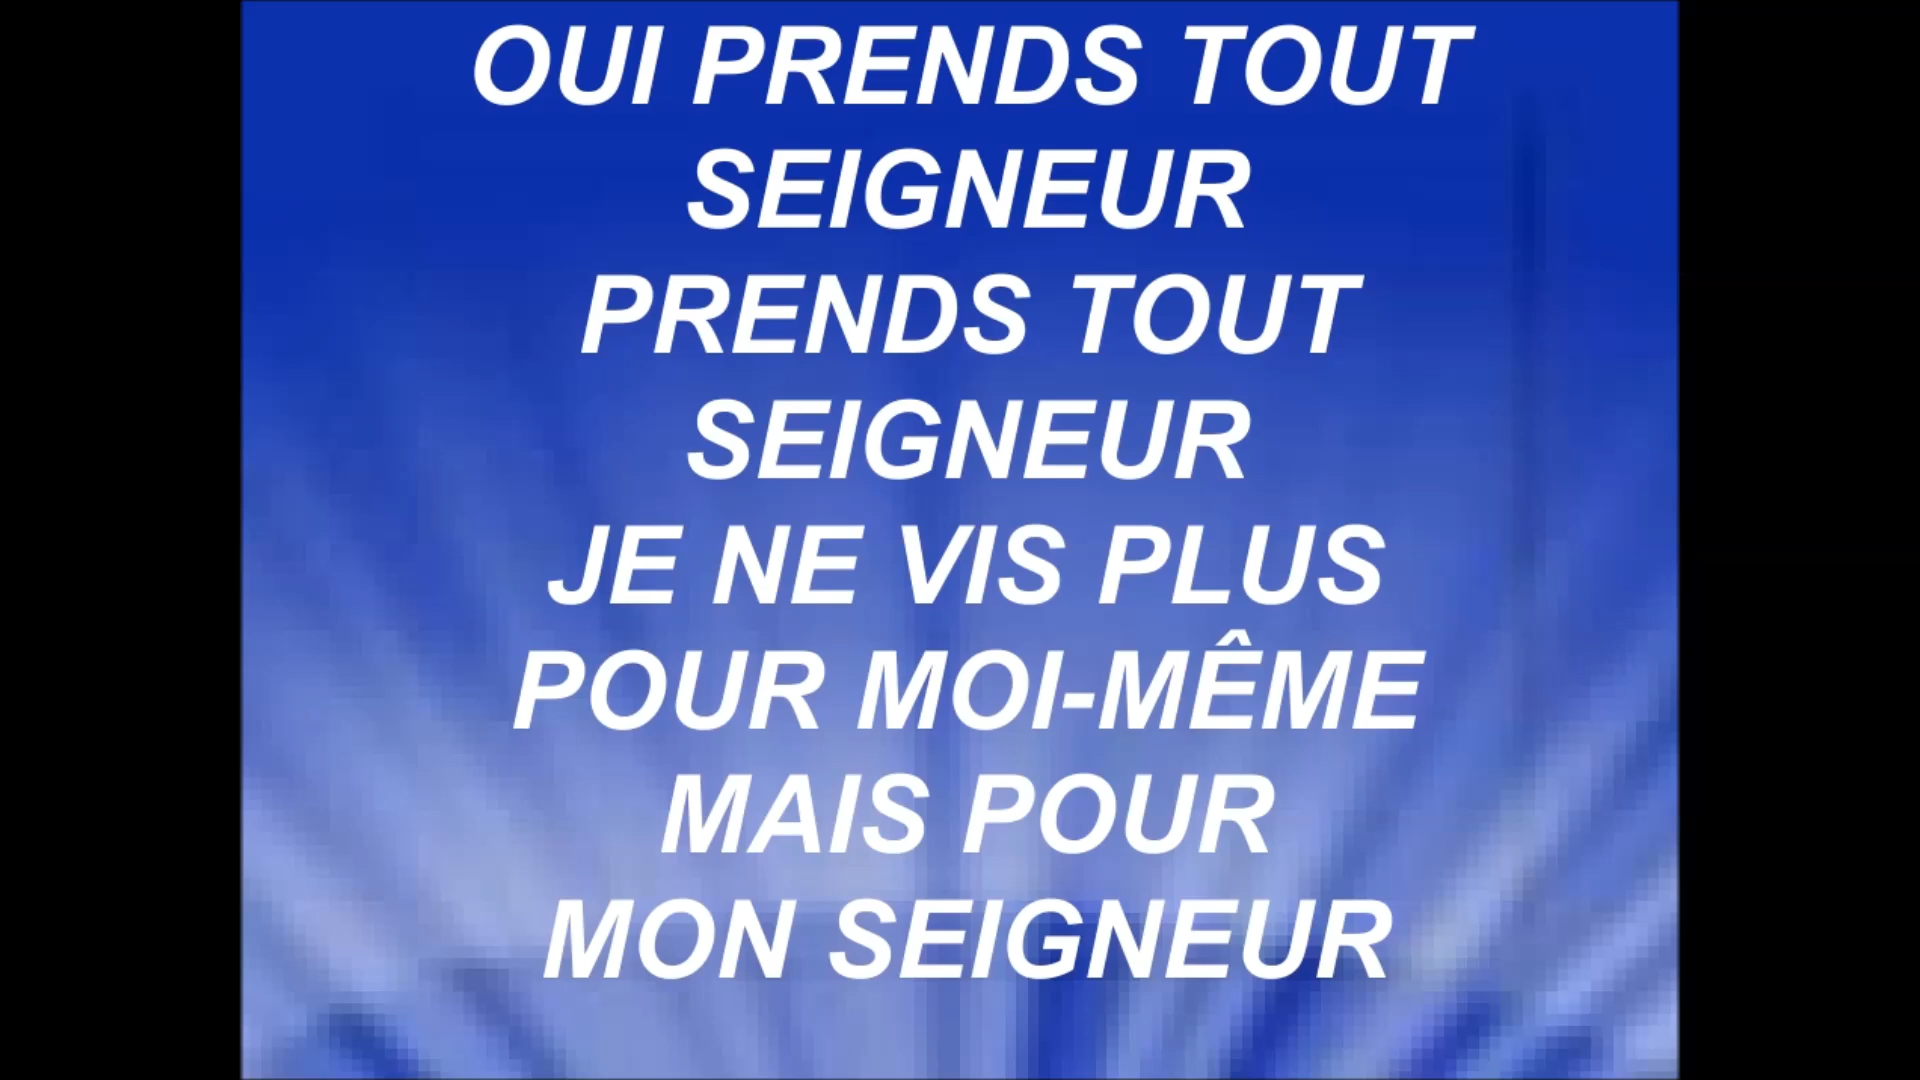 OUI PRENDS TOUT
SEIGNEUR
PRENDS TOUT
SEIGNEUR
JE NE VIS PLUS
POUR MOI-MÊME
MAIS POUR
MON SEIGNEUR